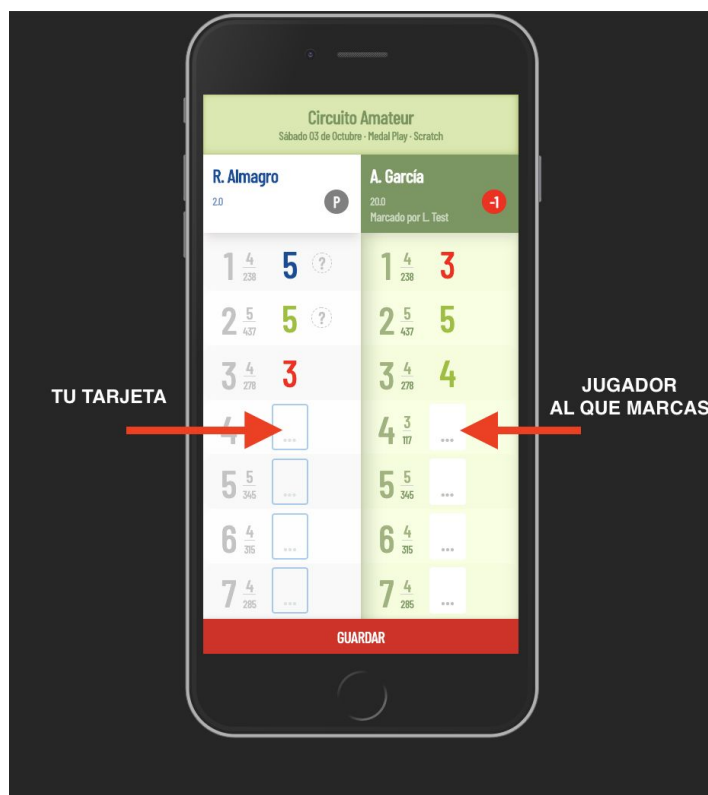 Circuito Amateur
Sábado 03 de Octubre · Medal Play · Scratch
R. Almagro
2.0
P
A. García
20.0
Marcado por L. Test
-1
1 4 238 5 ? 1 4 238 3
2 5 437 5 ? 2 5 437 5
3 4 278 3 3 4 278 4
TU TARJETA
4 ... 4 3 117 ...
JUGADOR
AL QUE MARCAS
5 5 345 ... 5 5 345 ...
6 4 315 ... 6 4 315 ...
7 4 285 ... 7 4 285 ...
GUARDAR